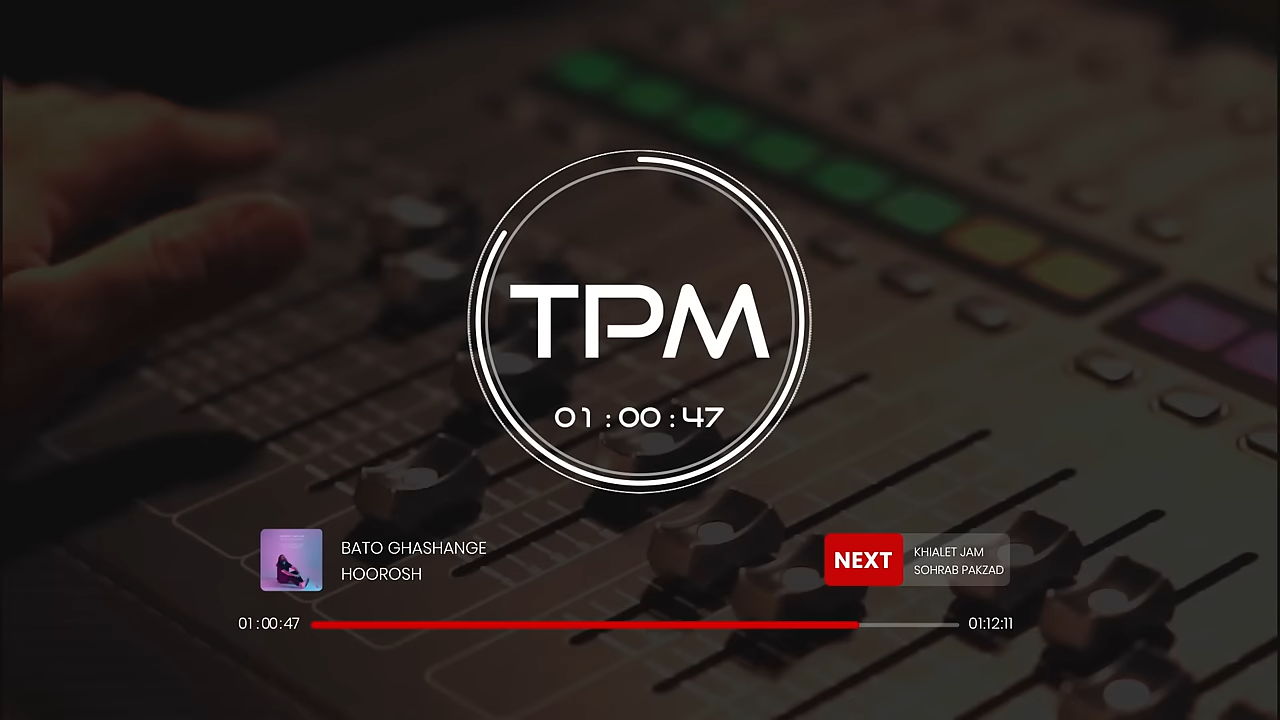 TPM
01 : 00 : 47
BATO GHASHANGE
HOOROSH
NEXT
KHIALET JAM
SOHRAB PAKZAD
01:00:47
01:12:11